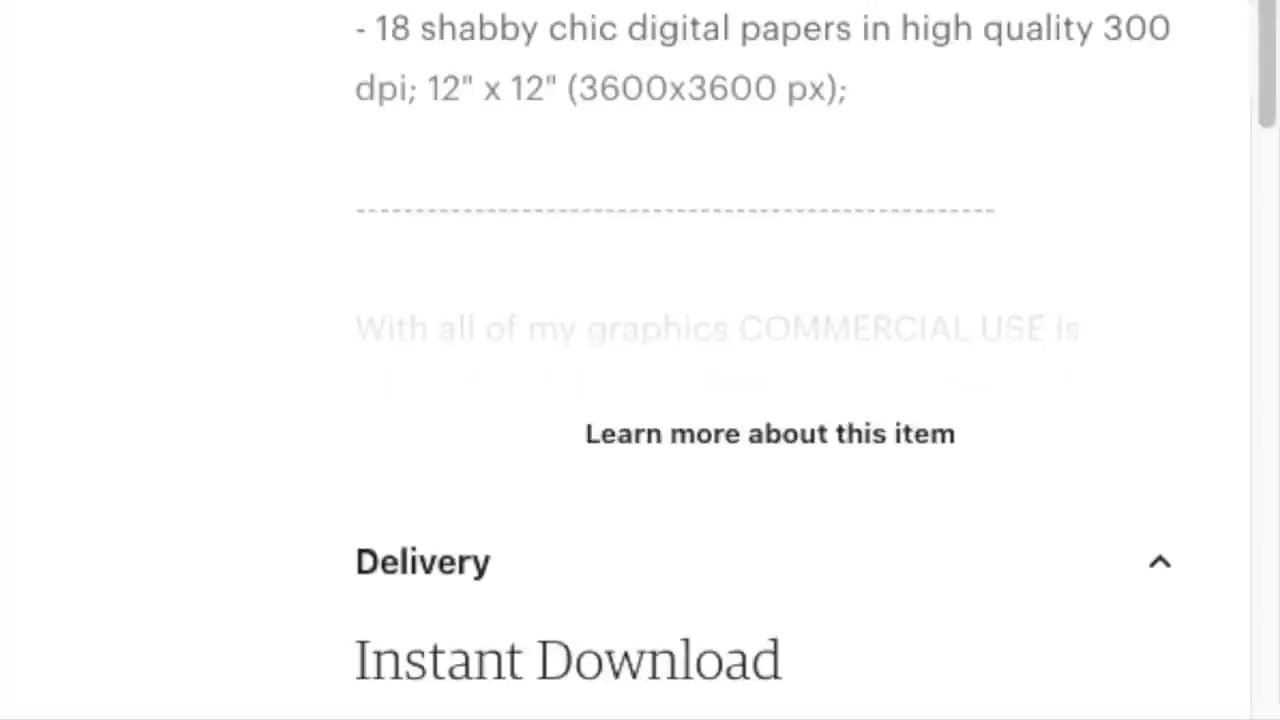 - 18 shabby chic digital papers in high quality 300
dpi; 12" x 12" (3600x3600 px);
-----------------------------------------------------
With all of my graphics COMMERCIAL USE is
Learn more about this item
Delivery
Instant Download